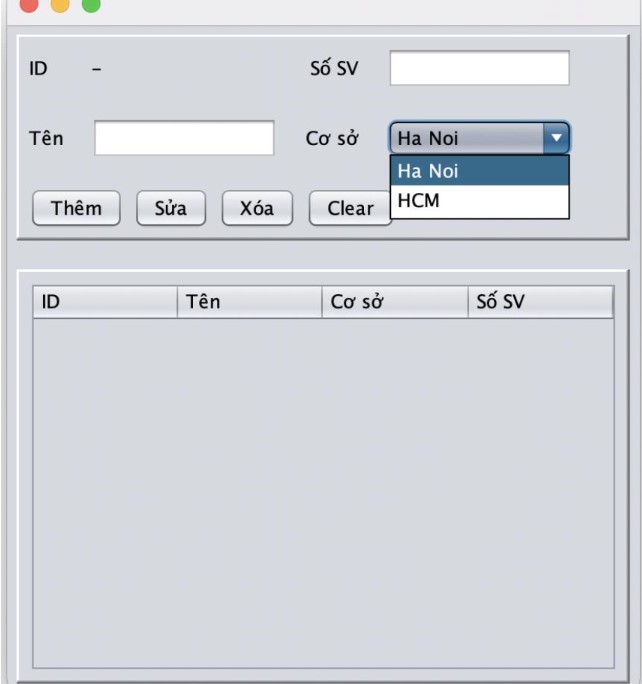 ID – Số SV
Tên Cơ sở Ha Noi
Ha Noi
HCM
Thêm Sửa Xóa Clear
ID Tên Cơ sở Số SV